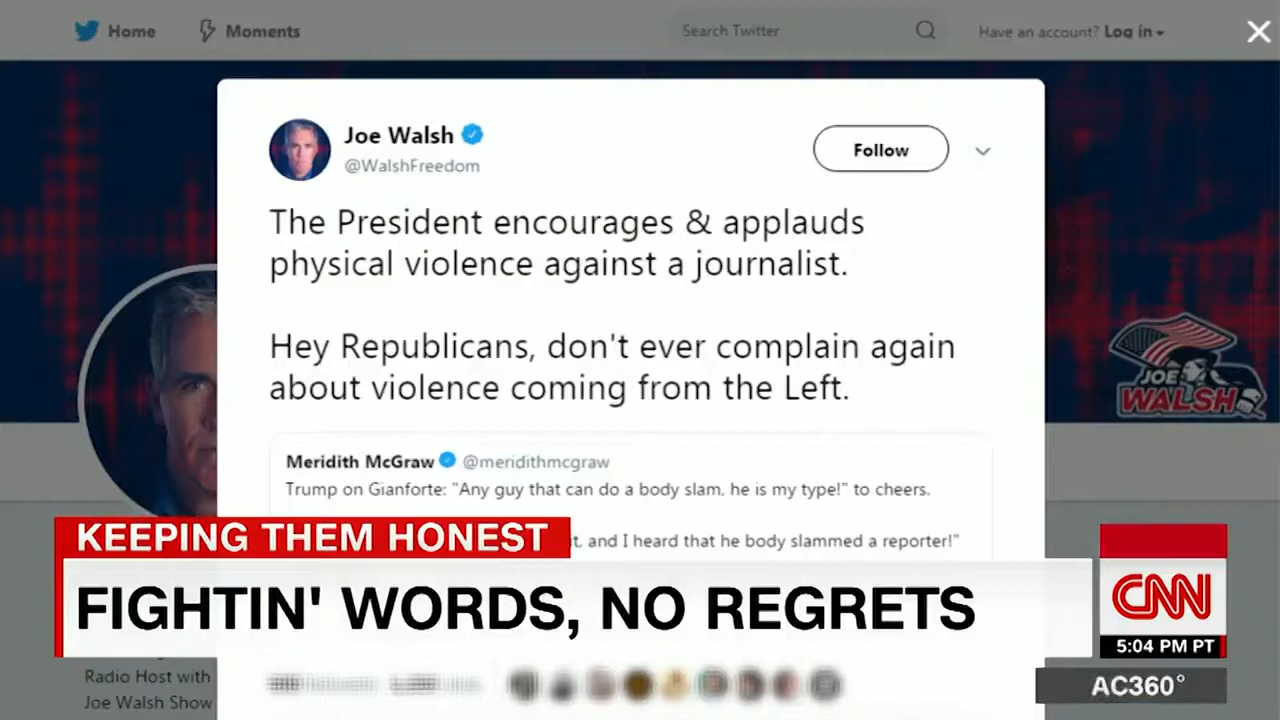 Home
Moments
Search Twitter
Have an account? Log in
Joe Walsh
@WalshFreedom
Follow
The President encourages & applauds
physical violence against a journalist.
Hey Republicans, don't ever complain again
about violence coming from the Left.
JOE
WALSH
Meridith McGraw @meridithmcgraw
Trump on Gianforte: "Any guy that can do a body slam, he is my type!" to cheers.
and I heard that he body slammed a reporter!"
KEEPING THEM HONEST
FIGHTIN' WORDS, NO REGRETS
CNN
5:04 PM PT
AC360°
Radio Host with
Joe Walsh Show